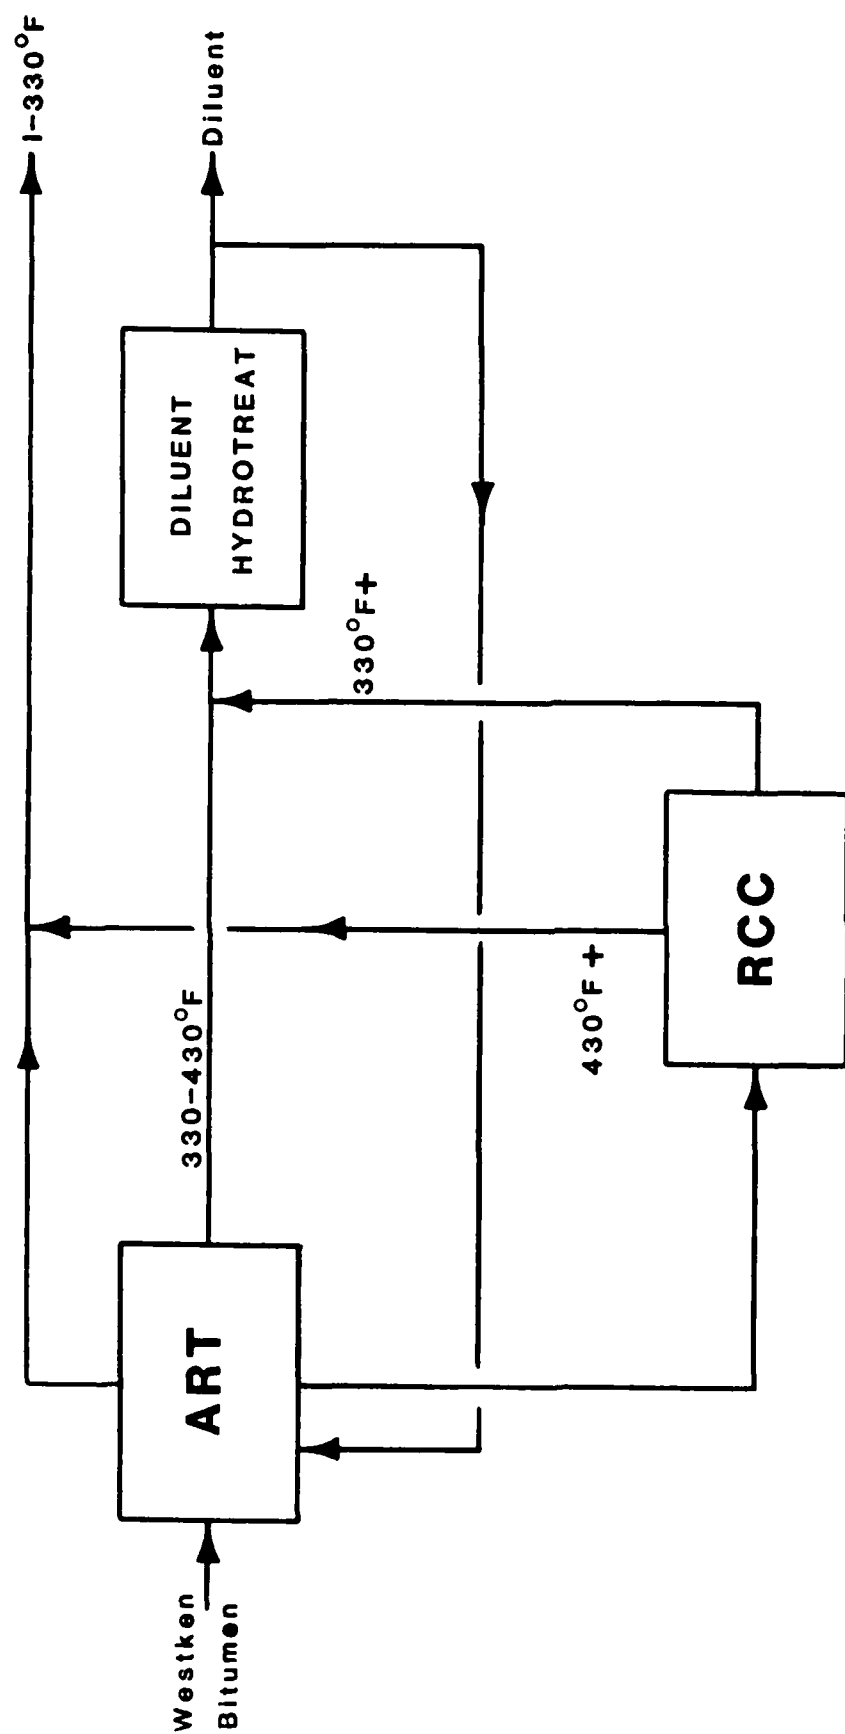 I-330°F
Diluent
DILUENT
HYDROTREAT
330°F+
330-430°F
430°F+
RCC
ART
Westken
Bitumen